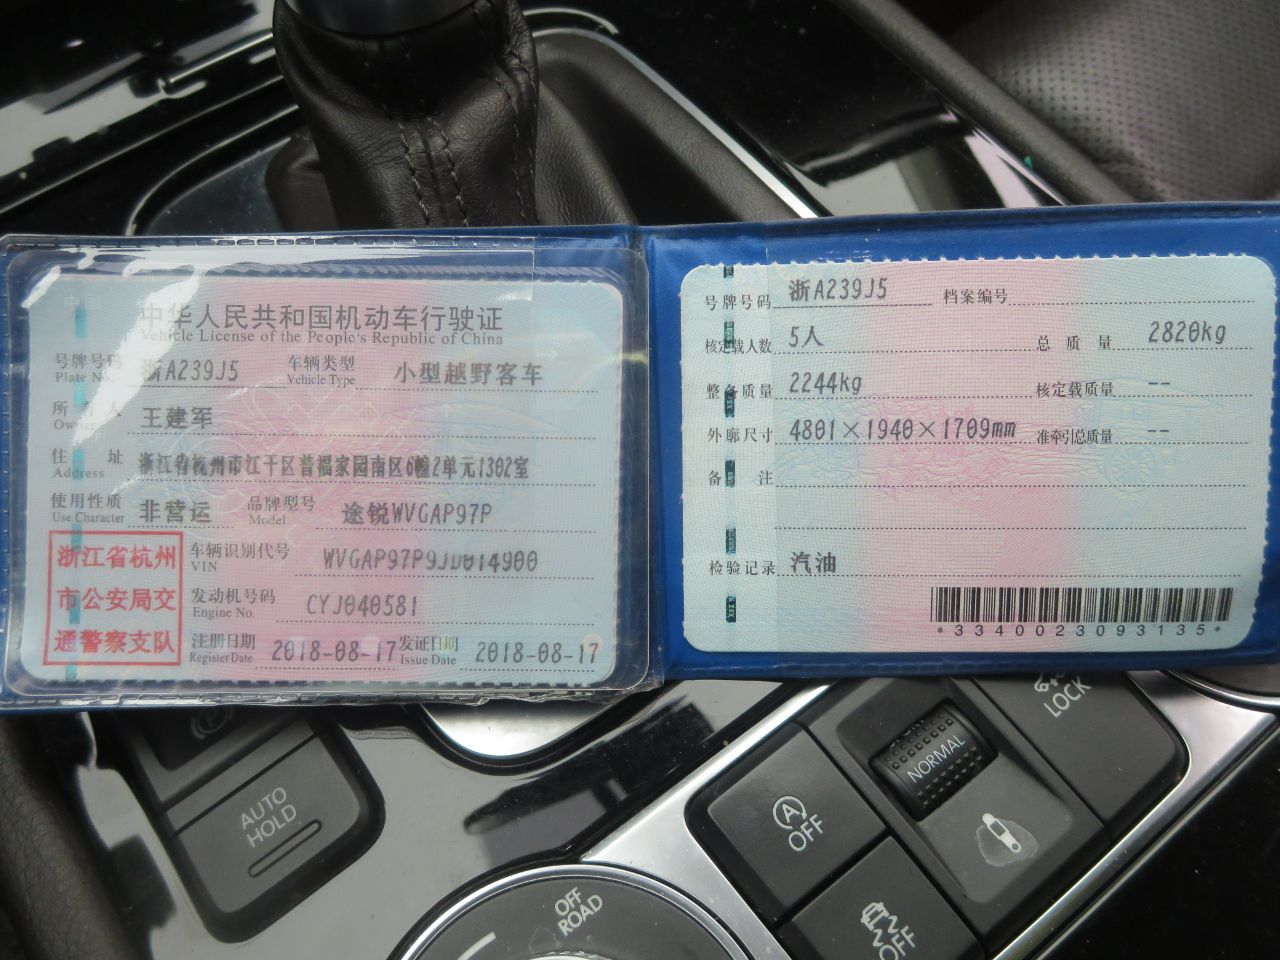 中华人民共和国机动车行驶证
Vehicle License of the People's Republic of China
号牌号码 浙A239J5 车辆类型 小型越野客车
Plate No. Vehicle Type
所有人 王建军
Owner
住址 浙江省杭州市江干区普福家园南区6幢2单元1302室
Address
使用性质 非营运 品牌型号 途锐WVGAP97P
Use Character Model
浙江省杭州
市公安局交
通警察支队
车辆识别代号 WVGAP97P9JD014900
VIN
发动机号码 CYJ040581
Engine No.
注册日期 2018-08-17 发证日期 2018-08-17
Register Date Issue Date
号牌号码 浙A239J5 档案编号
核定载人数 5人 总质量 2820kg
整备质量 2244kg 核定载质量 --
外廓尺寸 4801×1940×1709mm 准牵引总质量 --
备注
检验记录 汽油
*3340023093135*
AUTO
HOLD
OFF
ROAD
A
OFF
NORMAL
LOCK
OFF